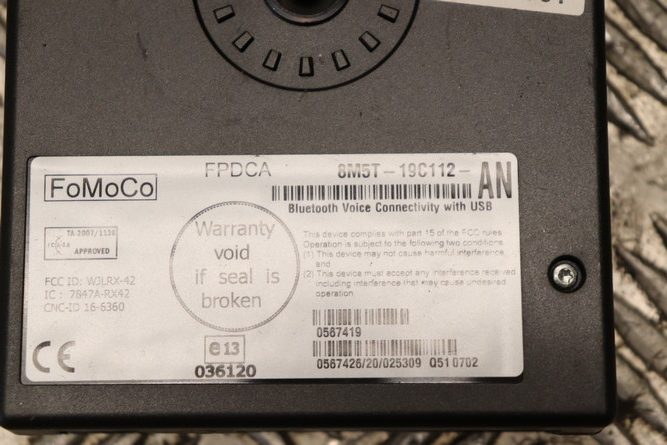 FPDCA 8M5T-19C112-AN
FoMoCo
Bluetooth Voice Connectivity with USB
TA-2007/1138
APPROVED
Warranty
void
if seal is
broken
This device complies with part 15 of the FCC rules
Operation is subject to the following two conditions
(1) This device may not cause harmful interference,
and
(2) This device must accept any interference received
including interference that may cause undesired
operation
FCC ID: WJLRX-42
IC : 7847A-RX42
CNC-ID 16-6360
0567419
CE
e13
036120
0567426/20/025309 Q510702